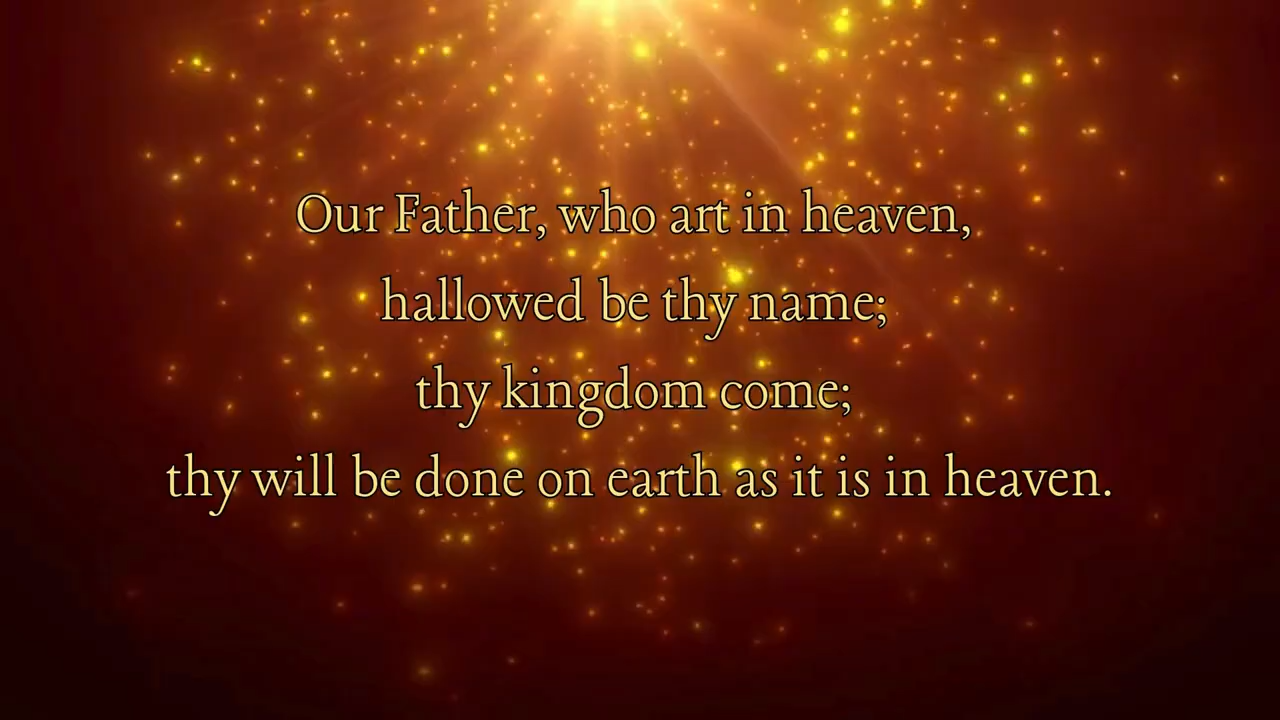 Our Father, who art in heaven,
hallowed be thy name;
thy kingdom come;
thy will be done on earth as it is in heaven.